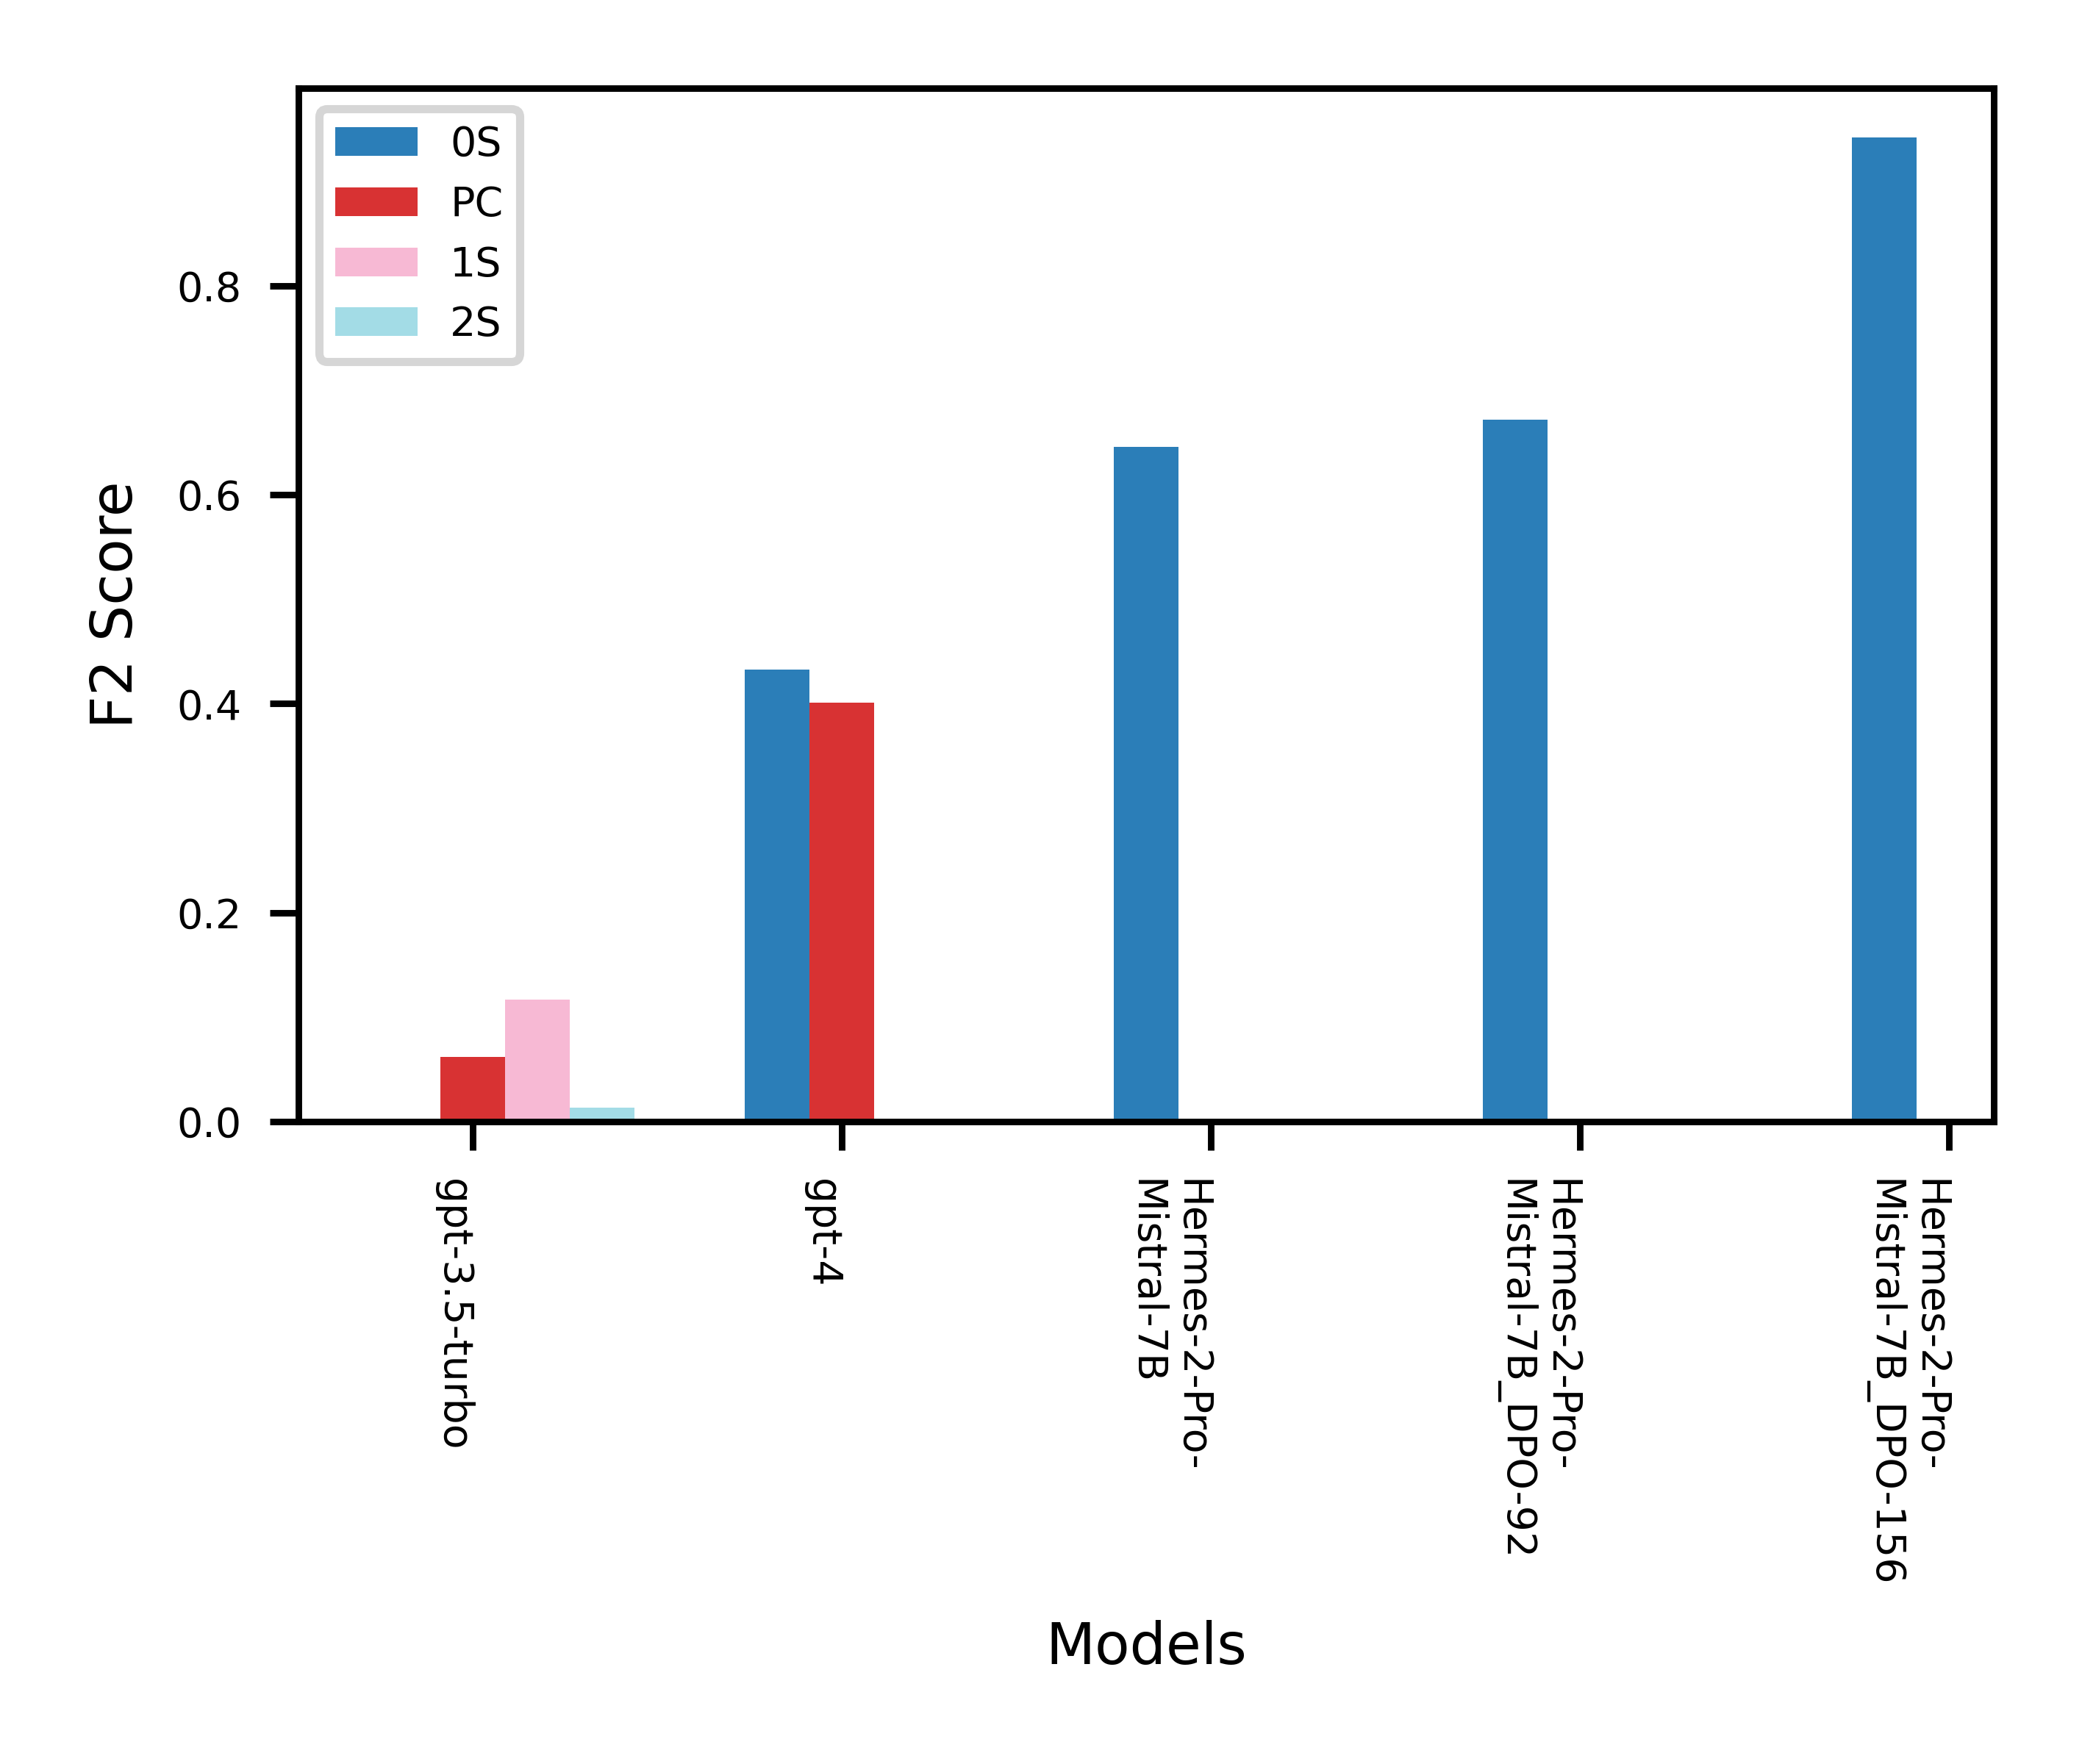 0S
PC
1S
2S
F2 Score
0.8
0.6
0.4
0.2
0.0
gpt-3.5-turbo
gpt-4
Hermes-2-Pro-
Mistral-7B
Hermes-2-Pro-
Mistral-7B_DPO-92
Hermes-2-Pro-
Mistral-7B_DPO-156
Models